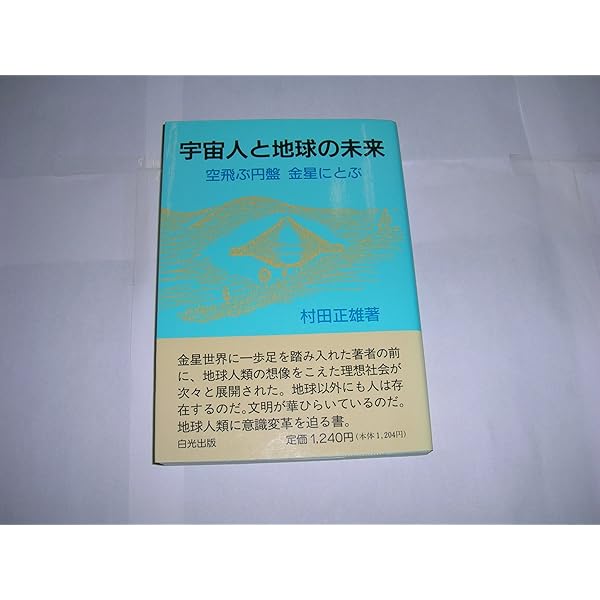 宇宙人と地球の未来
空飛ぶ円盤 金星にとぶ
村田正雄著
金星世界に一歩足を踏み入れた著者の前
に、地球人類の想像をこえた理想社会が
次々と展開された。地球以外にも人は存
在するのだ。文明が華ひらいているのだ。
地球人類に意識変革を迫る書。
白光出版 定価1,240円(本体1,204円)